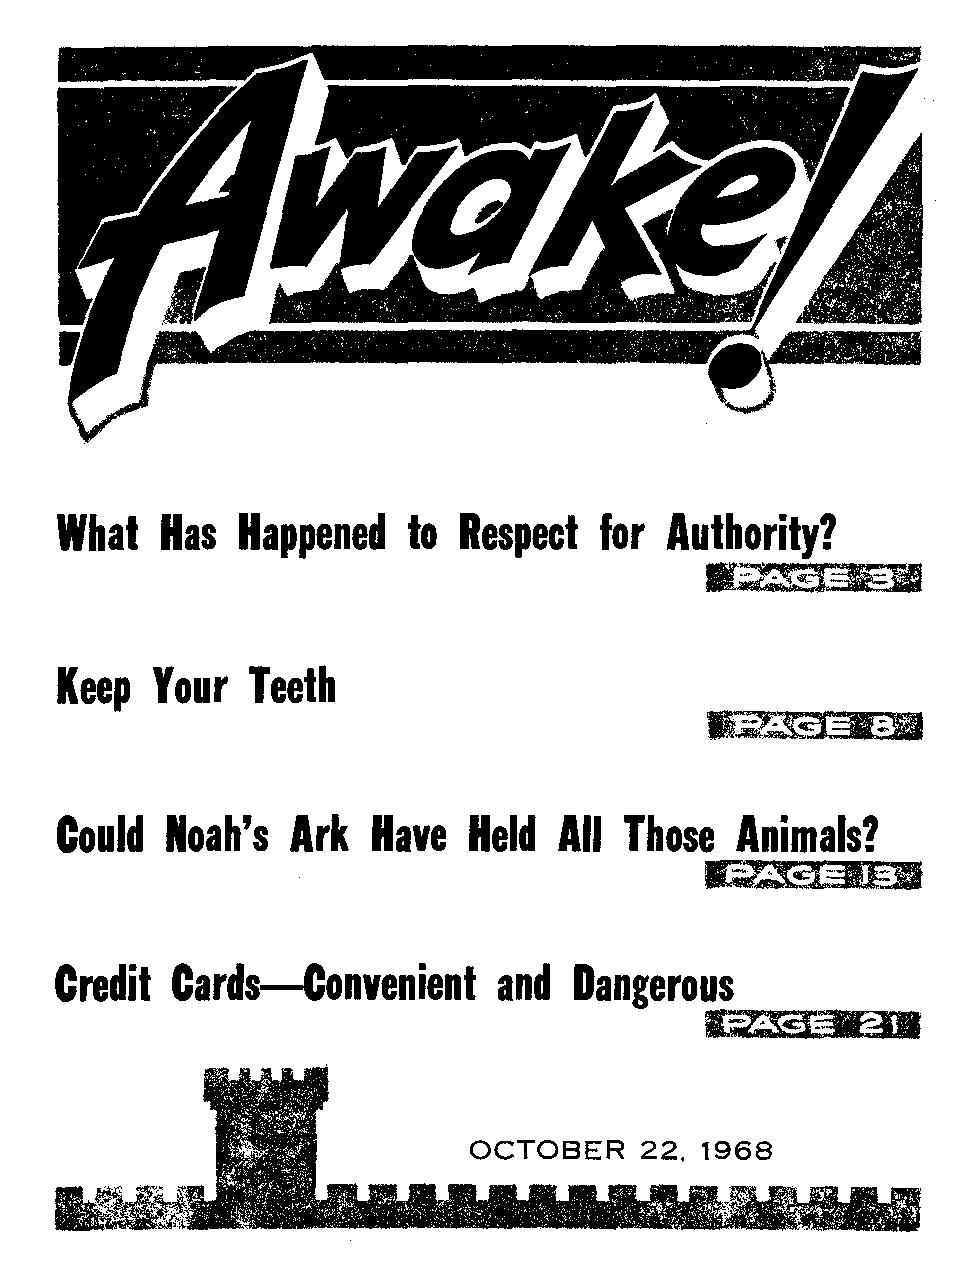 Awake!
What Has Happened to Respect for Authority?
PAGE 3
Keep Your Teeth
PAGE 8
Could Noah's Ark Have Held All Those Animals?
PAGE 13
Credit Cards—Convenient and Dangerous
PAGE 21
OCTOBER 22, 1968